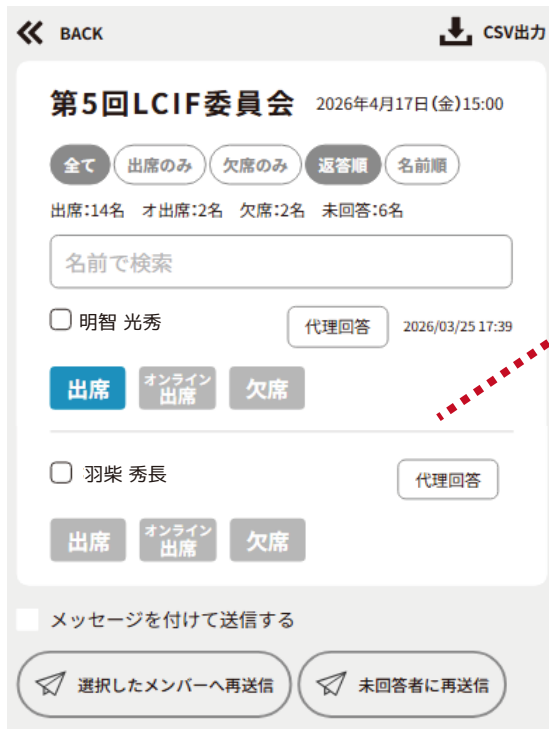 BACK
CSV出力
第5回LCIF委員会 2026年4月17日(金)15:00
全て 出席のみ 欠席のみ 返答順 名前順
出席:14名 オ出席:2名 欠席:2名 未回答:6名
名前で検索
明智 光秀 代理回答 2026/03/25 17:39
出席 オンライン出席 欠席
羽柴 秀長 代理回答
出席 オンライン出席 欠席
メッセージを付けて送信する
選択したメンバーへ再送信 未回答者に再送信